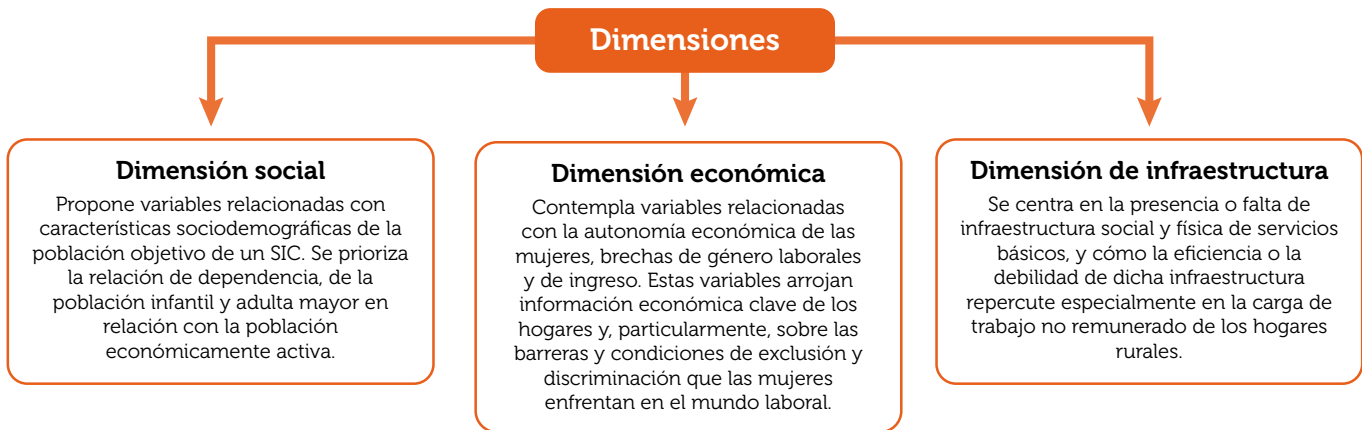 Dimensiones
Dimensión social
Propone variables relacionadas con
características sociodemográficas de la
población objetivo de un SIC. Se prioriza
la relación de dependencia, de la
población infantil y adulta mayor en
relación con la población
económicamente activa.
Dimensión económica
Contempla variables relacionadas
con la autonomía económica de las
mujeres, brechas de género laborales
y de ingreso. Estas variables arrojan
información económica clave de los
hogares y, particularmente, sobre las
barreras y condiciones de exclusión y
discriminación que las mujeres
enfrentan en el mundo laboral.
Dimensión de infraestructura
Se centra en la presencia o falta de
infraestructura social y física de servicios
básicos, y cómo la eficiencia o la
debilidad de dicha infraestructura
repercute especialmente en la carga de
trabajo no remunerado de los hogares
rurales.